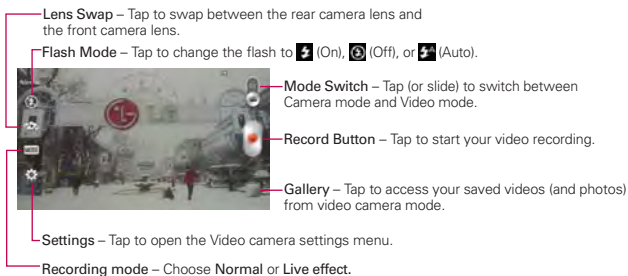 Lens Swap – Tap to swap between the rear camera lens and
the front camera lens.
Flash Mode – Tap to change the flash to (On), (Off), or (Auto).
LG
Mode Switch – Tap (or slide) to switch between
Camera mode and Video mode.
Record Button – Tap to start your video recording.
Gallery – Tap to access your saved videos (and photos)
from video camera mode.
Settings – Tap to open the Video camera settings menu.
Recording mode – Choose Normal or Live effect.